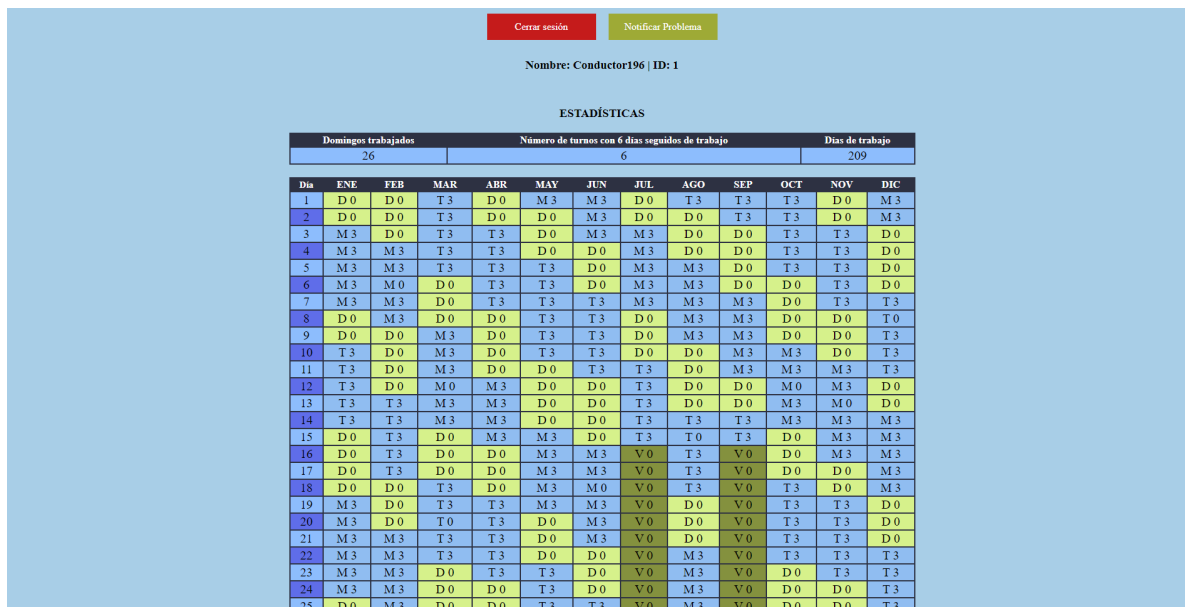 Cerrar sesión Notificar Problema
Nombre: Conductor196 | ID: 1
ESTADÍSTICAS
Domingos trabajados Número de turnos con 6 días seguidos de trabajo Días de trabajo
26 6 209
Día ENE FEB MAR ABR MAY JUN JUL AGO SEP OCT NOV DIC
1 D 0 D 0 T 3 D 0 M 3 M 3 D 0 T 3 T 3 T 3 D 0 M 3
2 D 0 D 0 T 3 D 0 D 0 M 3 D 0 D 0 T 3 T 3 D 0 M 3
3 M 3 D 0 T 3 T 3 D 0 M 3 M 3 D 0 D 0 T 3 T 3 D 0
4 M 3 M 3 T 3 T 3 D 0 D 0 M 3 D 0 D 0 T 3 T 3 D 0
5 M 3 M 3 T 3 T 3 T 3 D 0 M 3 M 3 D 0 T 3 T 3 D 0
6 M 3 M 0 D 0 T 3 T 3 D 0 M 3 M 3 D 0 D 0 T 3 D 0
7 M 3 M 3 D 0 T 3 T 3 T 3 M 3 M 3 M 3 D 0 T 3 T 3
8 D 0 M 3 D 0 D 0 T 3 T 3 D 0 M 3 M 3 D 0 D 0 T 0
9 D 0 D 0 M 3 D 0 T 3 T 3 D 0 M 3 M 3 D 0 D 0 T 3
10 T 3 D 0 M 3 D 0 T 3 T 3 D 0 D 0 M 3 M 3 D 0 T 3
11 T 3 D 0 M 3 D 0 D 0 T 3 T 3 D 0 M 3 M 3 M 3 T 3
12 T 3 D 0 M 0 M 3 D 0 D 0 T 3 D 0 D 0 M 0 M 3 D 0
13 T 3 T 3 M 3 M 3 D 0 D 0 T 3 D 0 D 0 M 3 M 0 D 0
14 T 3 T 3 M 3 M 3 D 0 D 0 T 3 T 3 T 3 M 3 M 3 M 3
15 D 0 T 3 D 0 M 3 M 3 D 0 T 3 T 0 T 3 D 0 M 3 M 3
16 D 0 T 3 D 0 D 0 M 3 M 3 V 0 T 3 V 0 D 0 M 3 M 3
17 D 0 T 3 D 0 D 0 M 3 M 3 V 0 T 3 V 0 D 0 D 0 M 3
18 D 0 D 0 T 3 D 0 M 3 M 0 V 0 T 3 V 0 T 3 D 0 M 3
19 M 3 D 0 T 3 T 3 M 3 M 3 V 0 D 0 V 0 T 3 T 3 D 0
20 M 3 D 0 T 0 T 3 D 0 M 3 V 0 D 0 V 0 T 3 T 3 D 0
21 M 3 M 3 T 3 T 3 D 0 M 3 V 0 D 0 V 0 T 3 T 3 D 0
22 M 3 M 3 T 3 T 3 D 0 D 0 V 0 M 3 V 0 T 3 T 3 T 3
23 M 3 M 3 D 0 T 3 T 3 D 0 V 0 M 3 V 0 D 0 T 3 T 3
24 M 3 M 3 D 0 D 0 T 3 D 0 V 0 M 3 V 0 D 0 D 0 T 3
25 D 0 M 3 D 0 D 0 T 3 T 3 V 0 M 3 V 0 D 0 D 0 T 3